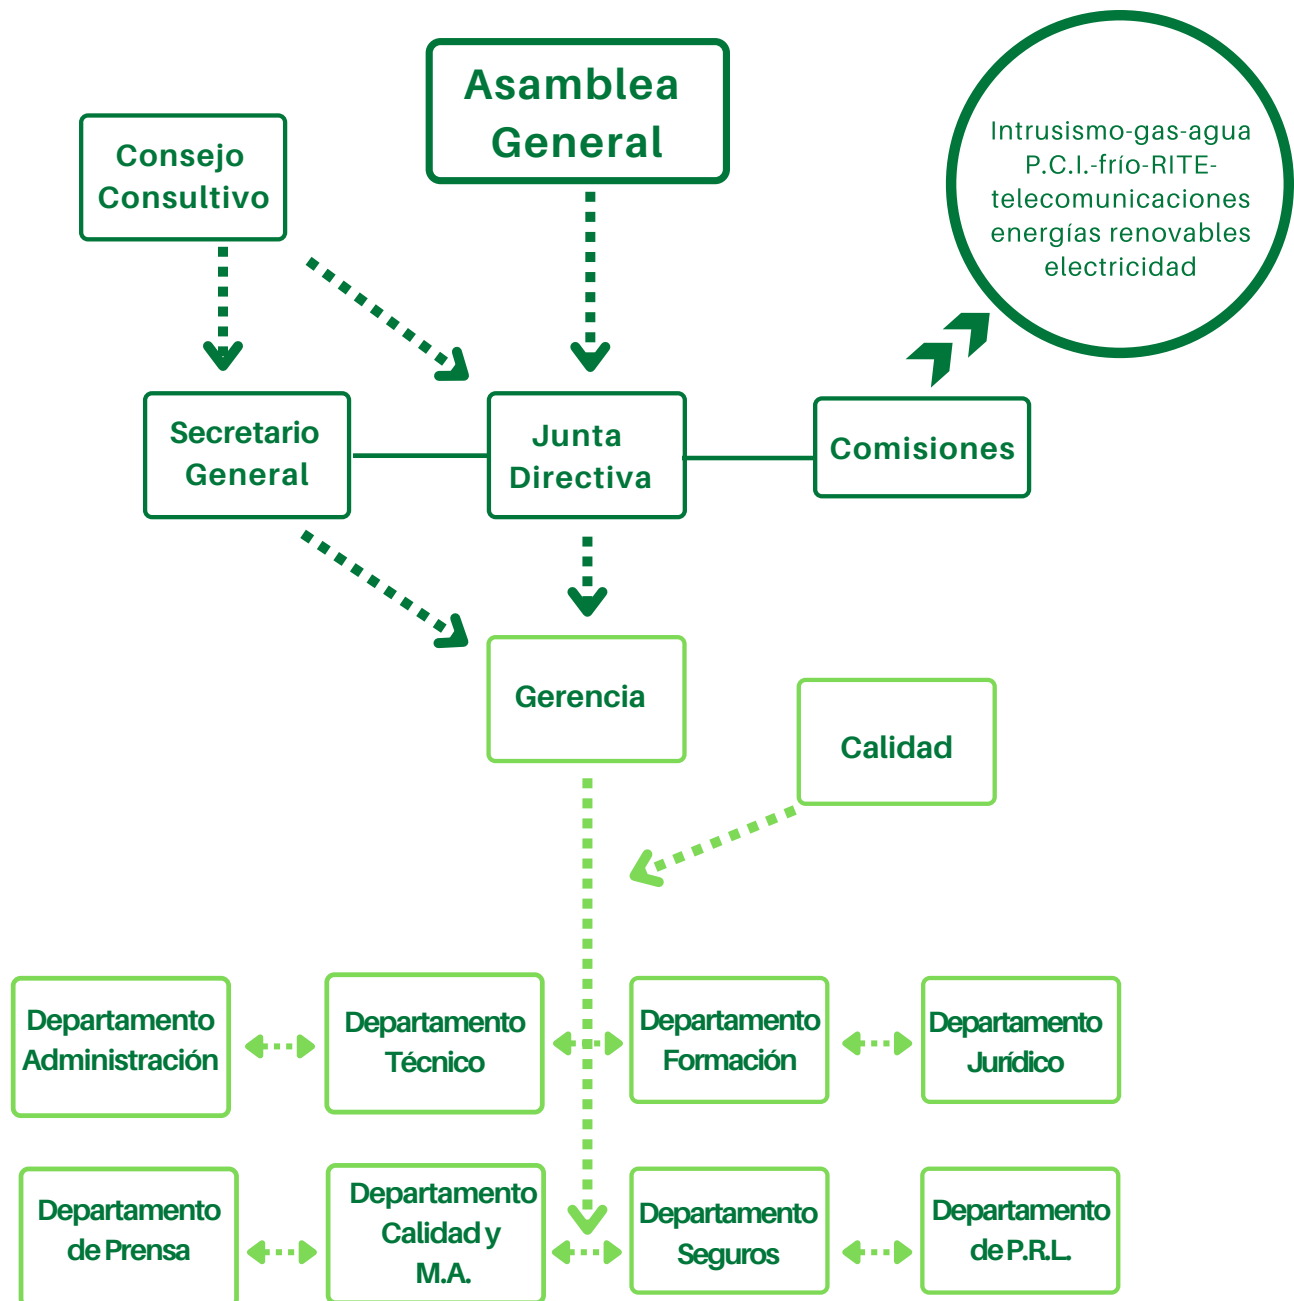 Asamblea
General
Consejo
Consultivo
Intrusismo-gas-agua
P.C.I.-frío-RITE-
telecomunicaciones
energías renovables
electricidad
Secretario
General
Junta
Directiva
Comisiones
Gerencia
Calidad
Departamento
Administración
Departamento
Técnico
Departamento
Formación
Departamento
Jurídico
Departamento
de Prensa
Departamento
Calidad y
M.A.
Departamento
Seguros
Departamento
de P.R.L.